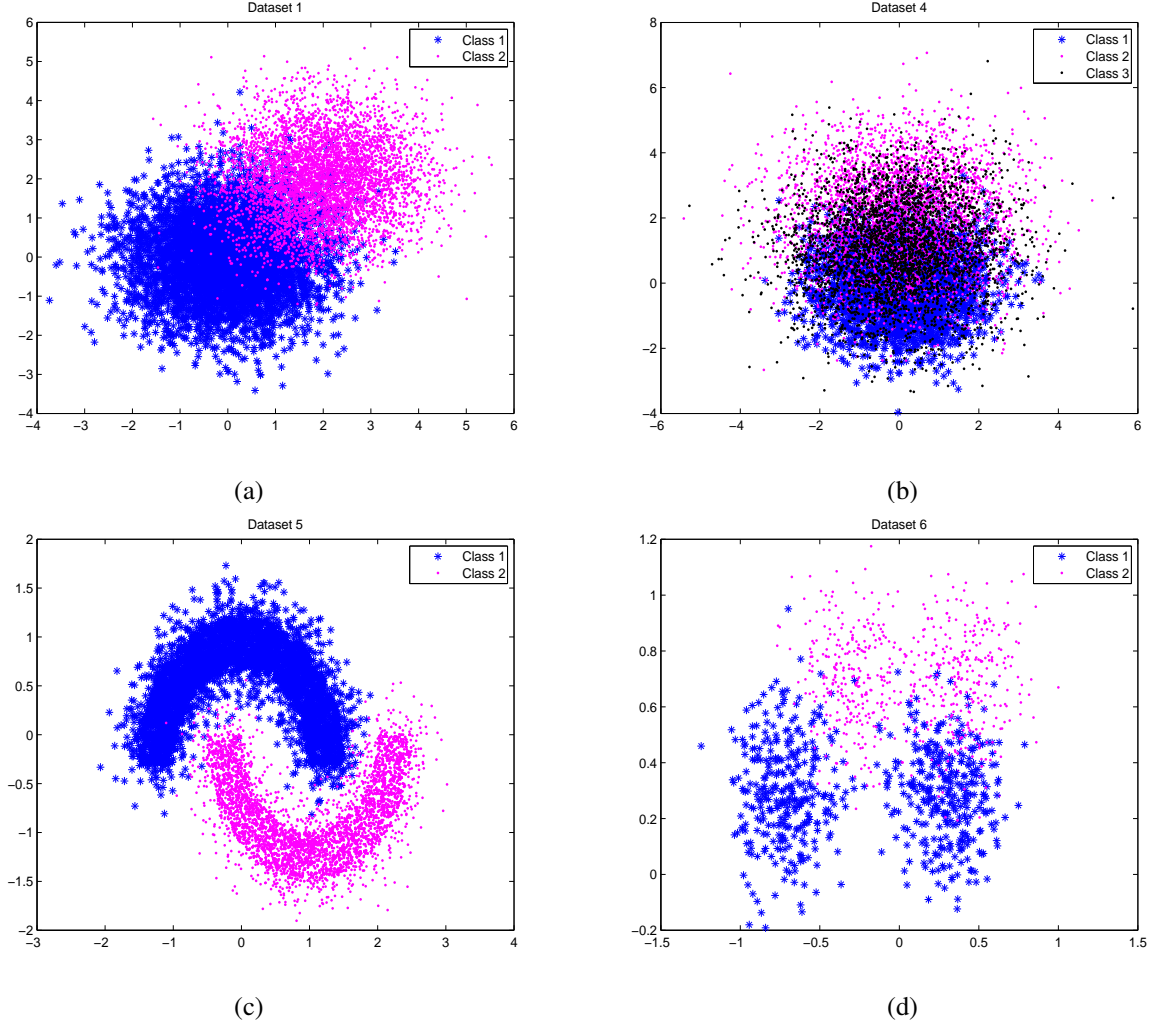 Dataset 1
6
5
4
3
2
1
0
−1
−2
−3
−4
−4 −3 −2 −1 0 1 2 3 4 5 6
Class 1
Class 2
(a)
Dataset 4
8
6
4
2
0
−2
−4
−6 −4 −2 0 2 4 6
Class 1
Class 2
Class 3
(b)
Dataset 5
2
1.5
1
0.5
0
−0.5
−1
−1.5
−2
−3 −2 −1 0 1 2 3 4
Class 1
Class 2
(c)
Dataset 6
1.2
1
0.8
0.6
0.4
0.2
0
−0.2
−1.5 −1 −0.5 0 0.5 1 1.5
Class 1
Class 2
(d)